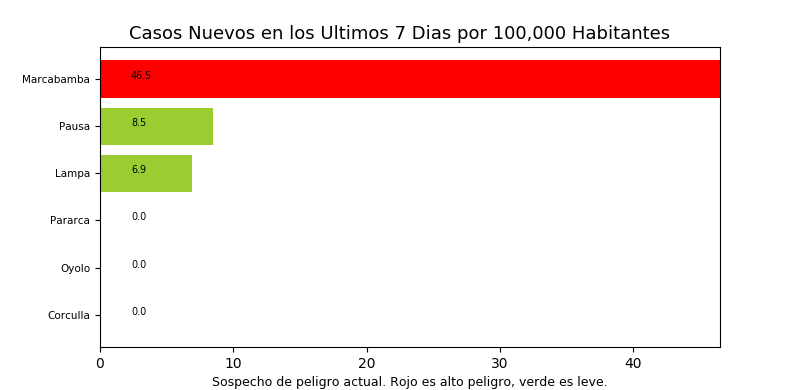 Casos Nuevos en los Ultimos 7 Dias por 100,000 Habitantes
Marcabamba 46.5
Pausa 8.5
Lampa 6.9
Pararca 0.0
Oyolo 0.0
Corculla 0.0
0 10 20 30 40
Sospecho de peligro actual. Rojo es alto peligro, verde es leve.